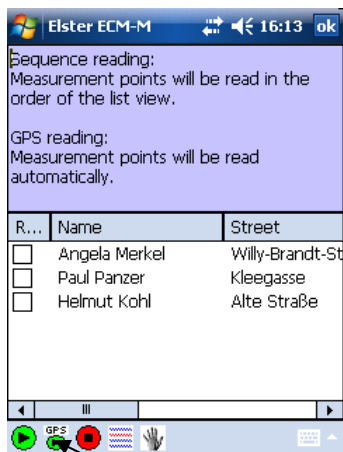 Elster ECM-M 16:13 ok
Sequence reading:
Measurement points will be read in the
order of the list view.
GPS reading:
Measurement points will be read
automatically.
R... Name Street
Angela Merkel Willy-Brandt-St
Paul Panzer Kleegasse
Helmut Kohl Alte Straße
GPS